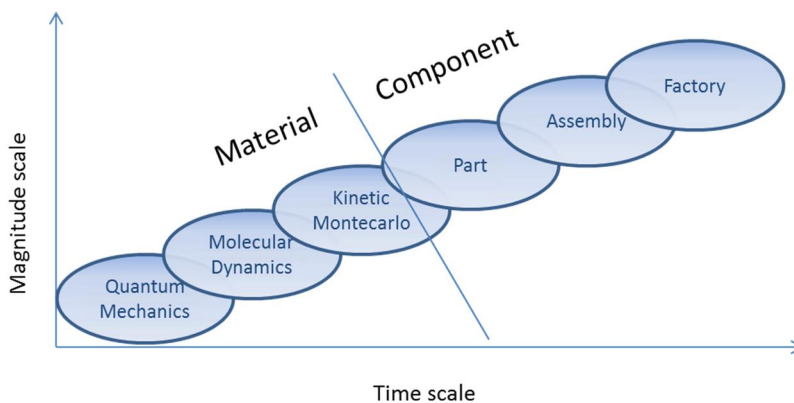 Component
Factory
Material
Assembly
Part
Kinetic
Montecarlo
Molecular
Dynamics
Quantum
Mechanics
Magnitude scale
Time scale